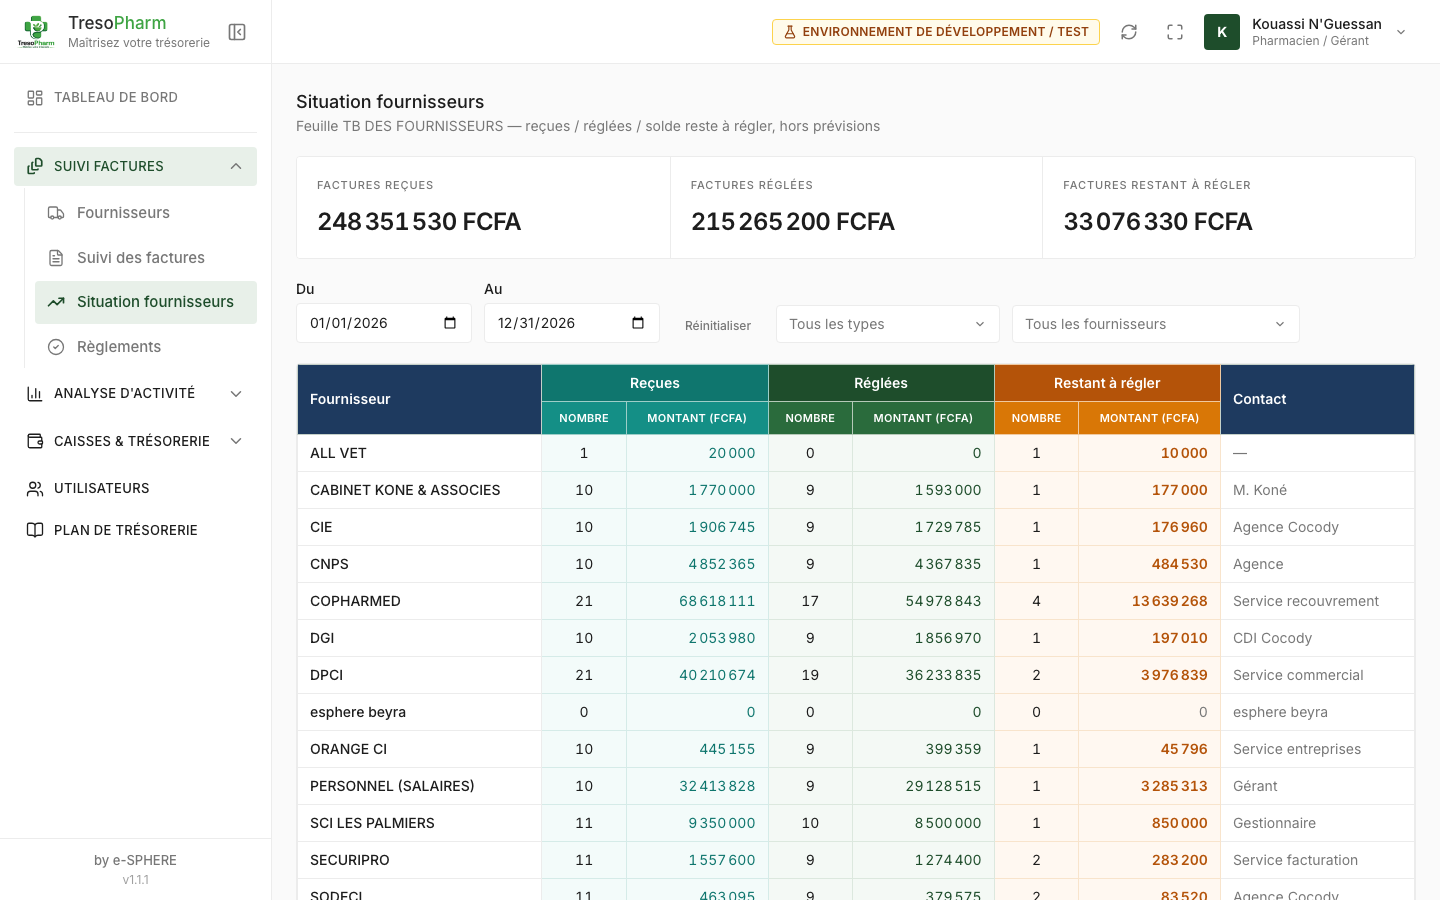 TresoPharm
Maîtrisez votre trésorerie
TresoPharm
ENVIRONNEMENT DE DÉVELOPPEMENT / TEST
K
Kouassi N'Guessan
Pharmacien / Gérant
TABLEAU DE BORD
SUIVI FACTURES
Fournisseurs
Suivi des factures
Situation fournisseurs
Règlements
ANALYSE D'ACTIVITÉ
CAISSES & TRÉSORERIE
UTILISATEURS
PLAN DE TRÉSORERIE
by e-SPHERE
v1.1.1
Situation fournisseurs
Feuille TB DES FOURNISSEURS — reçues / réglées / solde reste à régler, hors prévisions
FACTURES REÇUES
248 351 530 FCFA
FACTURES RÉGLÉES
215 265 200 FCFA
FACTURES RESTANT À RÉGLER
33 076 330 FCFA
Du
01/01/2026
Au
12/31/2026
Réinitialiser
Tous les types
Tous les fournisseurs
Fournisseur Reçues Réglées Restant à régler Contact
NOMBRE MONTANT (FCFA) NOMBRE MONTANT (FCFA) NOMBRE MONTANT (FCFA)
ALL VET 1 20 000 0 0 1 10 000 —
CABINET KONE & ASSOCIES 10 1 770 000 9 1 593 000 1 177 000 M. Koné
CIE 10 1 906 745 9 1 729 785 1 176 960 Agence Cocody
CNPS 10 4 852 365 9 4 367 835 1 484 530 Agence
COPHARMED 21 68 618 111 17 54 978 843 4 13 639 268 Service recouvrement
DGI 10 2 053 980 9 1 856 970 1 197 010 CDI Cocody
DPCI 21 40 210 674 19 36 233 835 2 3 976 839 Service commercial
esphere beyra 0 0 0 0 0 0 esphere beyra
ORANGE CI 10 445 155 9 399 359 1 45 796 Service entreprises
PERSONNEL (SALAIRES) 10 32 413 828 9 29 128 515 1 3 285 313 Gérant
SCI LES PALMIERS 11 9 350 000 10 8 500 000 1 850 000 Gestionnaire
SECURIPRO 11 1 557 600 9 1 274 400 2 283 200 Service facturation
SODECI 11 463 095 9 379 575 2 83 520 Agence Cocody